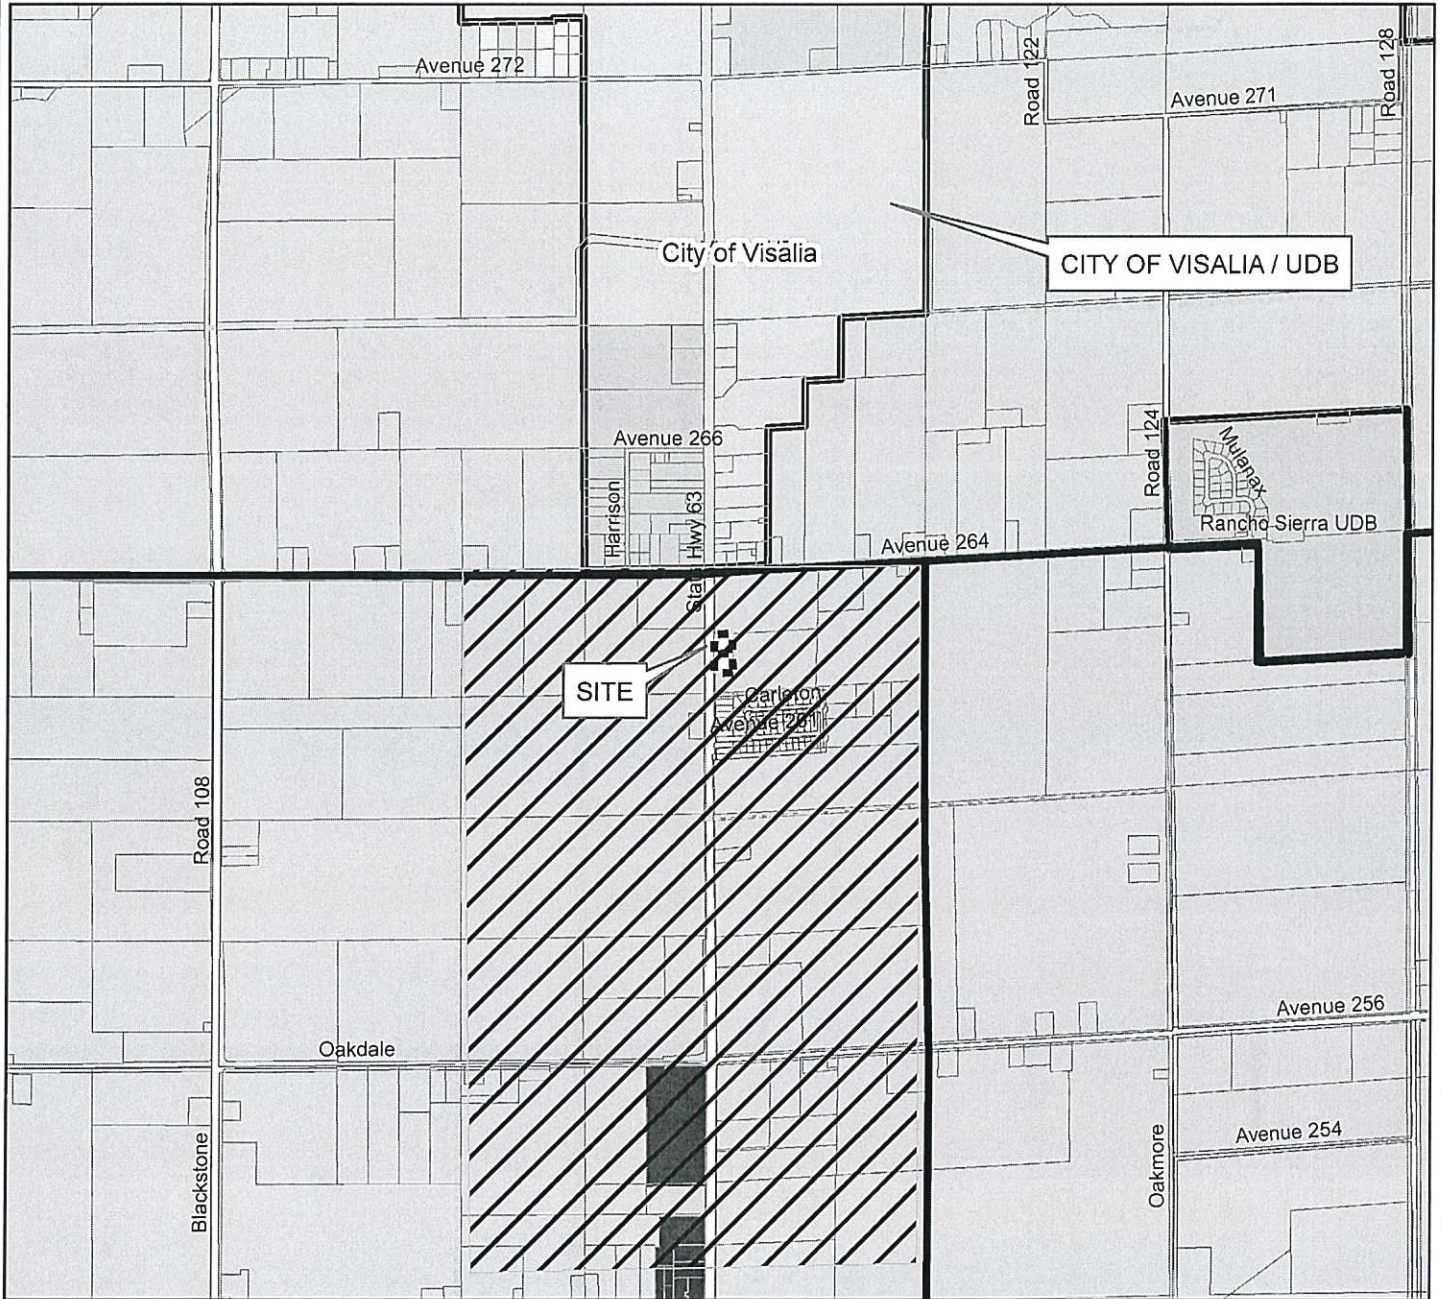 Avenue 272
Road 122
Avenue 271
Road 128
City of Visalia
CITY OF VISALIA / UDB
Avenue 266
Harrison
State Hwy 63
Road 124
Mulanax
Rancho Sierra UDB
Avenue 264
SITE
Carleton
Avenue 261
Road 108
Avenue 256
Oakdale
Blackstone
Oakmore
Avenue 254